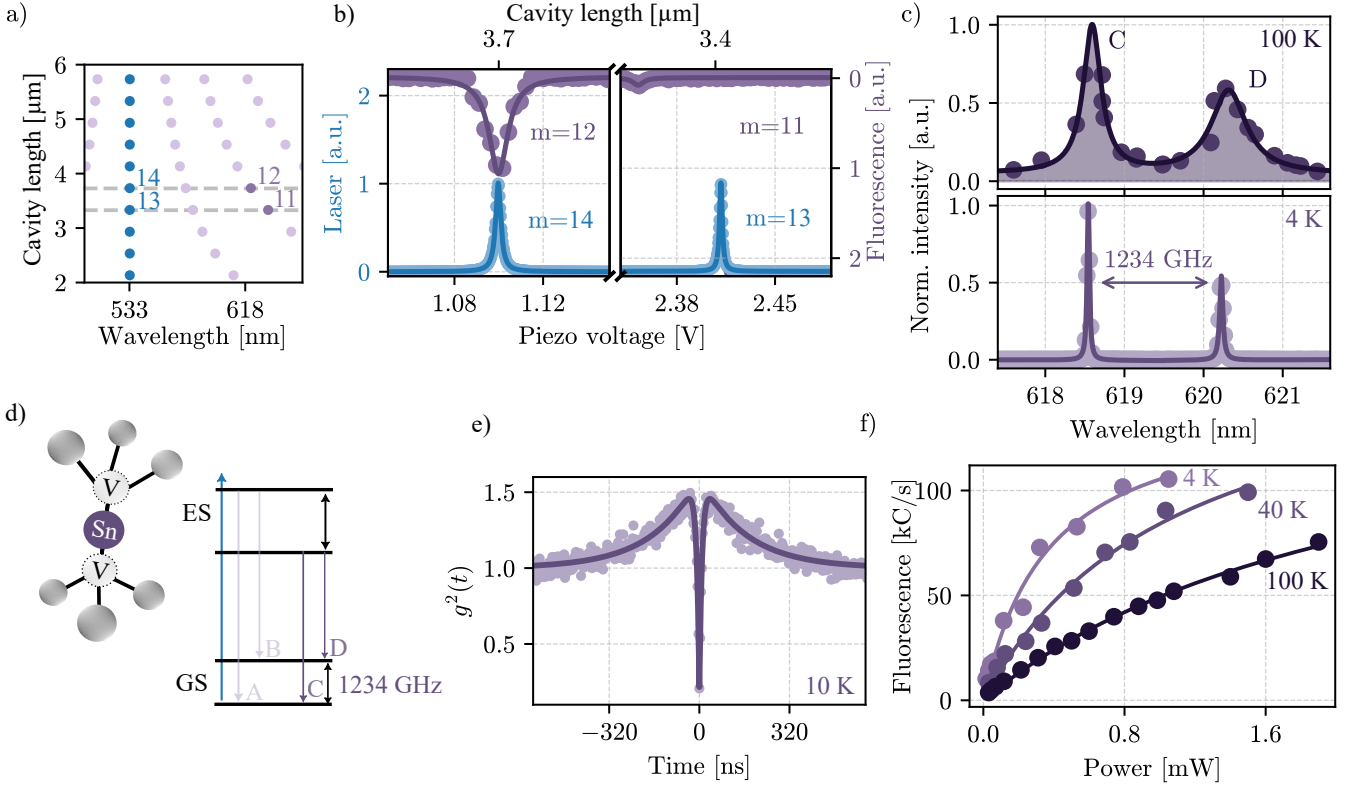 a)
6
5
4
3
2
Cavity length [µm]
14
12
13
11
533
618
Wavelength [nm]
b)
Cavity length [µm]
3.7
3.4
2
1
0
Laser [a.u.]
m=12
m=11
m=14
m=13
0
1
2
Fluorescence [a.u.]
1.08
1.12
2.38
2.45
Piezo voltage [V]
c)
1.0
0.5
0.0
C
D
100 K
1.0
0.5
0.0
4 K
1234 GHz
Norm. intensity [a.u.]
618
619
620
621
Wavelength [nm]
d)
V
Sn
V
ES
GS
A
B
C
D
1234 GHz
e)
1.5
1.0
0.5
g²(t)
10 K
−320
0
320
Time [ns]
f)
100
50
0
Fluorescence [kC/s]
4 K
40 K
100 K
0.0
0.8
1.6
Power [mW]